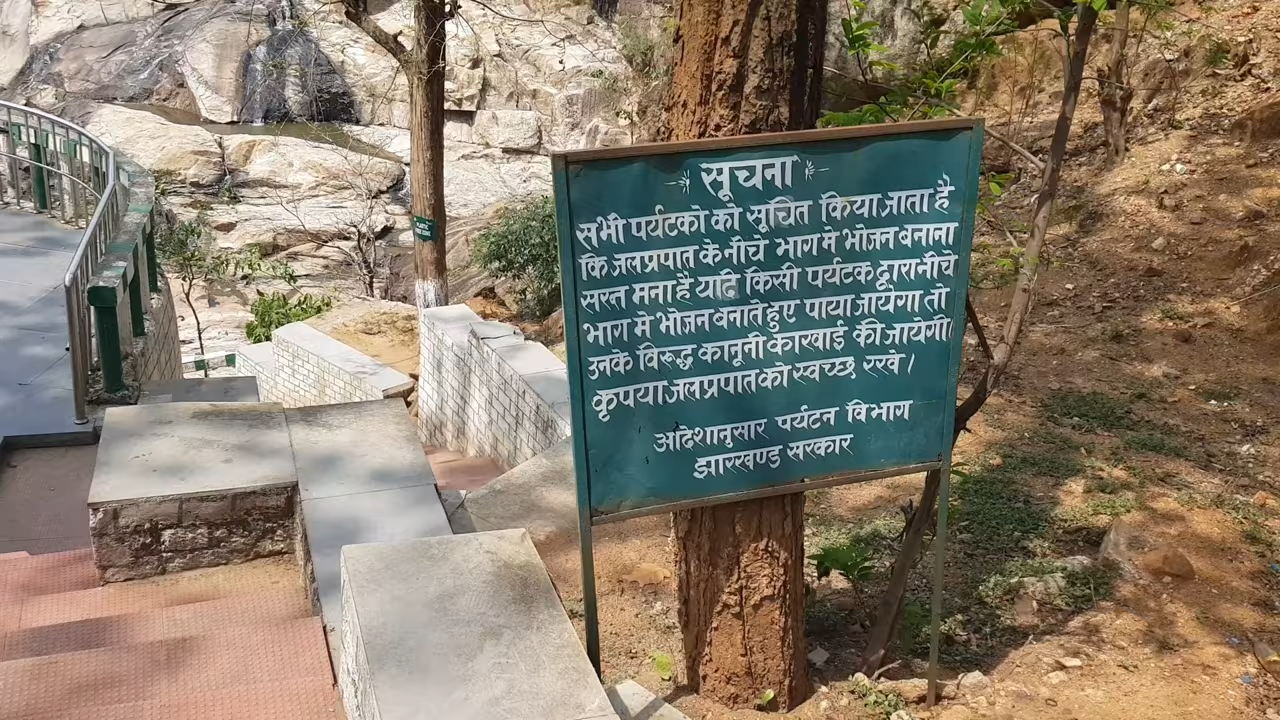 सूचना
सभी पर्यटको को सूचित किया जाता है
कि जलप्रपात के नीचे भाग मे भोजन बनाना
सख्त मना है यदि किसी पर्यटक द्वारा नीचे
भाग मे भोजन बनाते हुए पाया जायेगा तो
उनके विरुद्ध कानूनी कारवाई की जायेगी।
कृपया जलप्रपात को स्वच्छ रखे।
आदेशानुसार पर्यटन विभाग
झारखण्ड सरकार